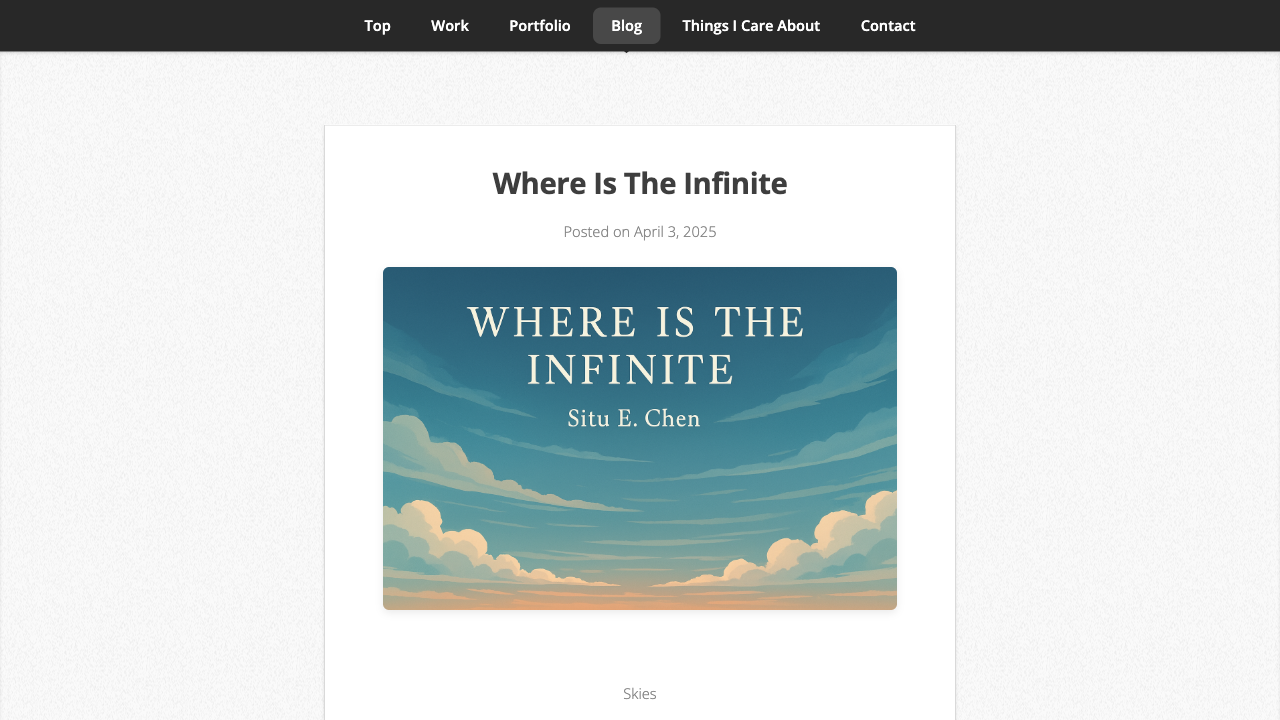 Top Work Portfolio Blog Things I Care About Contact
Where Is The Infinite
Posted on April 3, 2025
WHERE IS THE
INFINITE
Situ E. Chen
Skies